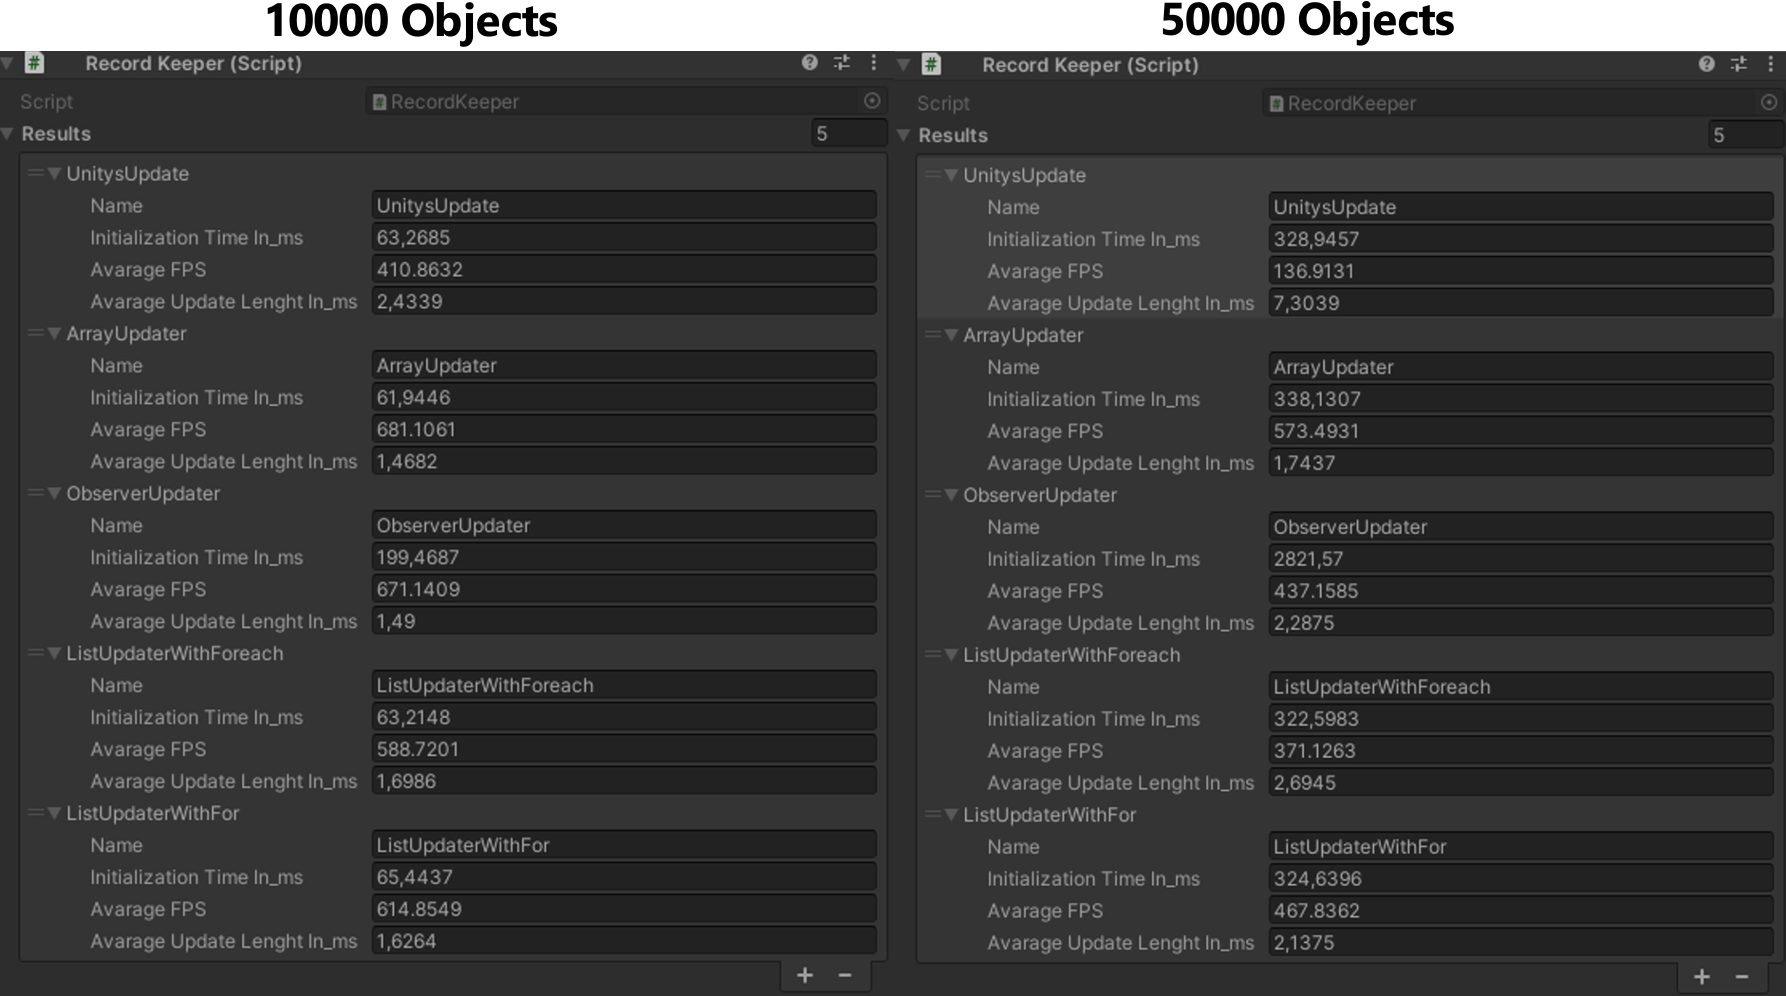 10000 Objects
# Record Keeper (Script)
Script # RecordKeeper
Results 5
UnitysUpdate
Name UnitysUpdate
Initialization Time In_ms 63,2685
Avarage FPS 410.8632
Avarage Update Lenght In_ms 2,4339
ArrayUpdater
Name ArrayUpdater
Initialization Time In_ms 61,9446
Avarage FPS 681.1061
Avarage Update Lenght In_ms 1,4682
ObserverUpdater
Name ObserverUpdater
Initialization Time In_ms 199,4687
Avarage FPS 671.1409
Avarage Update Lenght In_ms 1,49
ListUpdaterWithForeach
Name ListUpdaterWithForeach
Initialization Time In_ms 63,2148
Avarage FPS 588.7201
Avarage Update Lenght In_ms 1,6986
ListUpdaterWithFor
Name ListUpdaterWithFor
Initialization Time In_ms 65,4437
Avarage FPS 614.8549
Avarage Update Lenght In_ms 1,6264
+ −
50000 Objects
# Record Keeper (Script)
Script # RecordKeeper
Results 5
UnitysUpdate
Name UnitysUpdate
Initialization Time In_ms 328,9457
Avarage FPS 136.9131
Avarage Update Lenght In_ms 7,3039
ArrayUpdater
Name ArrayUpdater
Initialization Time In_ms 338,1307
Avarage FPS 573.4931
Avarage Update Lenght In_ms 1,7437
ObserverUpdater
Name ObserverUpdater
Initialization Time In_ms 2821,57
Avarage FPS 437.1585
Avarage Update Lenght In_ms 2,2875
ListUpdaterWithForeach
Name ListUpdaterWithForeach
Initialization Time In_ms 322,5983
Avarage FPS 371.1263
Avarage Update Lenght In_ms 2,6945
ListUpdaterWithFor
Name ListUpdaterWithFor
Initialization Time In_ms 324,6396
Avarage FPS 467.8362
Avarage Update Lenght In_ms 2,1375
+ −